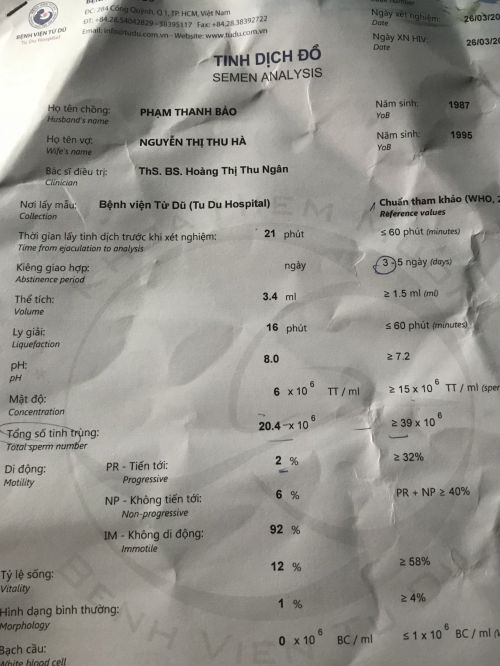 ĐC: 284 Cống Quỳnh, Q.1, TP. HCM, Việt Nam
ĐT: +84.28.54042829 - 38395117 Fax: +84.28.38392722
Email: info@tudu.com.vn - Website: www.tudu.com.vn
BỆNH VIỆN TỪ DŨ
Tu Du Hospital
Ngày xét nghiệm: 26/03/20
Date
Ngày XN HIV: 26/03/20
Date
TINH DỊCH ĐỒ
SEMEN ANALYSIS
Họ tên chồng: PHẠM THANH BẢO Năm sinh: 1987
Husband's name YoB
Họ tên vợ: NGUYỄN THỊ THU HÀ Năm sinh: 1995
Wife's name YoB
Bác sĩ điều trị: ThS. BS. Hoàng Thị Thu Ngân
Clinician
Nơi lấy mẫu: Bệnh viện Từ Dũ (Tu Du Hospital) Chuẩn tham khảo (WHO, 2
Collection Reference values
Thời gian lấy tinh dịch trước khi xét nghiệm: 21 phút ≤ 60 phút (minutes)
Time from ejaculation to analysis
Kiêng giao hợp: ngày 3 - 5 ngày (days)
Abstinence period
Thể tích: 3.4 ml ≥ 1.5 ml (ml)
Volume
Ly giải: 16 phút ≤ 60 phút (minutes)
Liquefaction
pH: 8.0 ≥ 7.2
pH
Mật độ: 6 x 10⁶ TT / ml ≥ 15 x 10⁶ TT / ml (sper
Concentration
Tổng số tinh trùng: 20.4 x 10⁶ ≥ 39 x 10⁶
Total sperm number
Di động: PR - Tiến tới: 2 % ≥ 32%
Motility Progressive
NP - Không tiến tới: 6 % PR + NP ≥ 40%
Non-progressive
IM - Không di động: 92 %
Immotile
Tỷ lệ sống: 12 % ≥ 58%
Vitality
Hình dạng bình thường: 1 % ≥ 4%
Morphology
Bạch cầu: 0 x 10⁶ BC / ml ≤ 1 x 10⁶ BC / ml
White blood cell